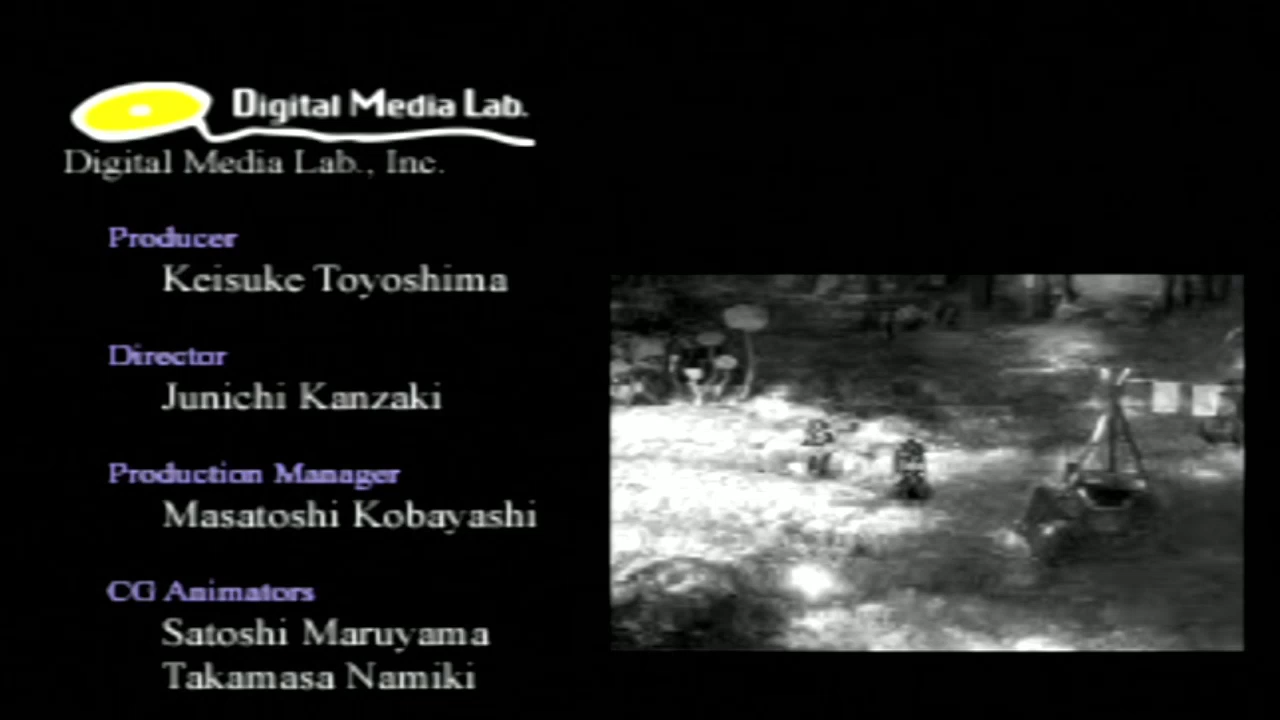 Digital Media Lab.
Digital Media Lab., Inc.
Producer
Keisuke Toyoshima
Director
Junichi Kanzaki
Production Manager
Masatoshi Kobayashi
CG Animators
Satoshi Maruyama
Takamasa Namiki